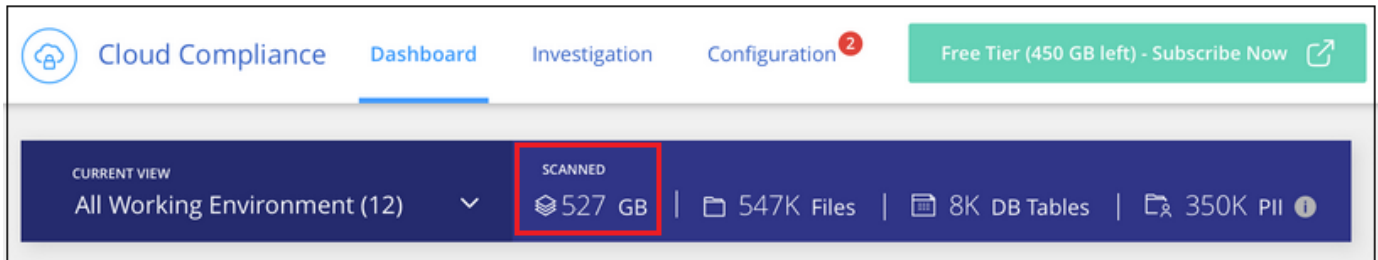 Cloud Compliance Dashboard Investigation Configuration 2 Free Tier (450 GB left) - Subscribe Now
CURRENT VIEW SCANNED
All Working Environment (12) 527 GB | 547K Files | 8K DB Tables | 350K PII i